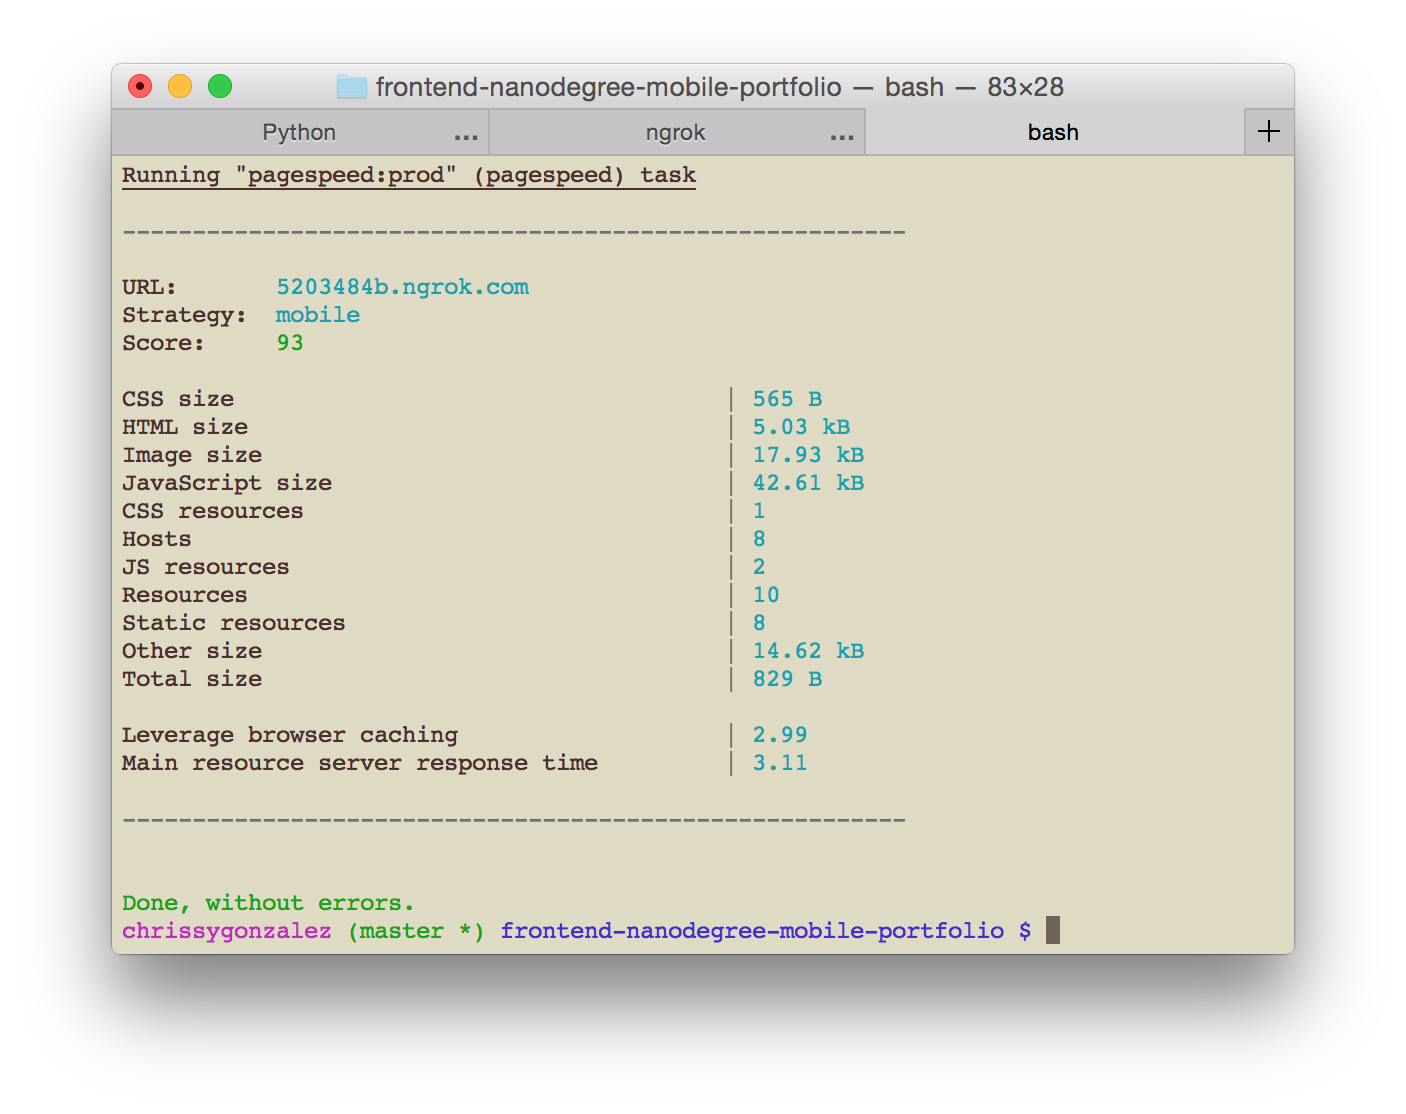 frontend-nanodegree-mobile-portfolio — bash — 83×28
Python ... ngrok ... bash +
Running "pagespeed:prod" (pagespeed) task
--------------------------------------------------------
URL: 5203484b.ngrok.com
Strategy: mobile
Score: 93
CSS size | 565 B
HTML size | 5.03 kB
Image size | 17.93 kB
JavaScript size | 42.61 kB
CSS resources | 1
Hosts | 8
JS resources | 2
Resources | 10
Static resources | 8
Other size | 14.62 kB
Total size | 829 B
Leverage browser caching | 2.99
Main resource server response time | 3.11
--------------------------------------------------------
Done, without errors.
chrissygonzalez (master *) frontend-nanodegree-mobile-portfolio $